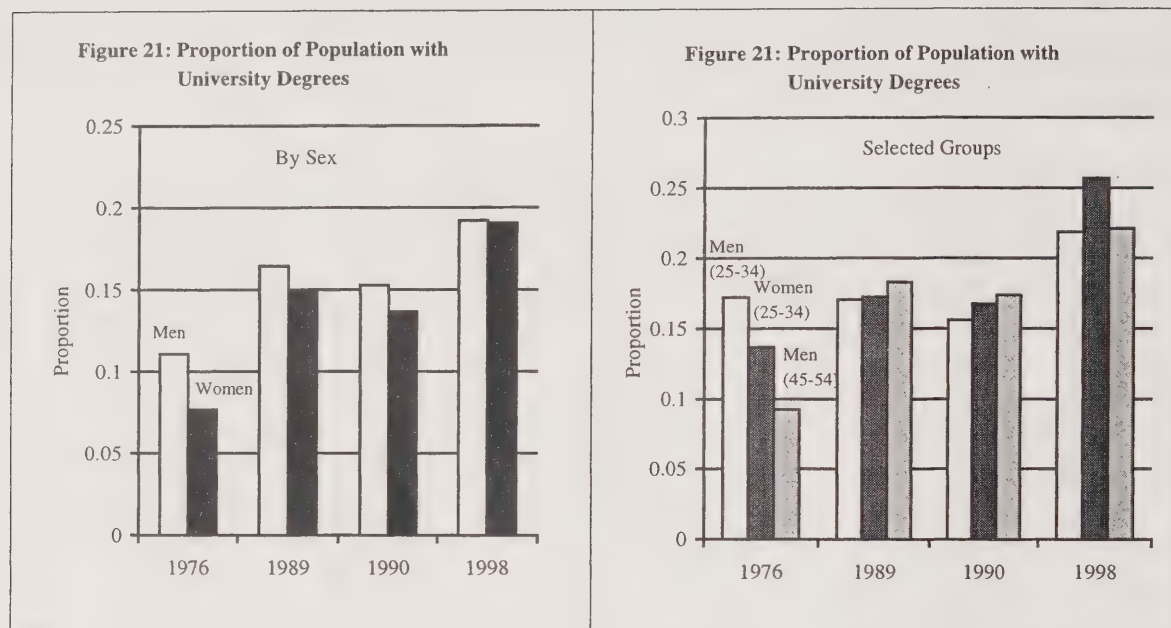 Figure 21: Proportion of Population with
University Degrees
0.25
By Sex
0.2
0.15
Proportion
Men
0.1
Women
0.05
0
1976 1989 1990 1998
Figure 21: Proportion of Population with
University Degrees
0.3
Selected Groups
0.25
Men
0.2
(25-34)
Women
(25-34)
0.15
Proportion
Men
(45-54)
0.1
0.05
0
1976 1989 1990 1998